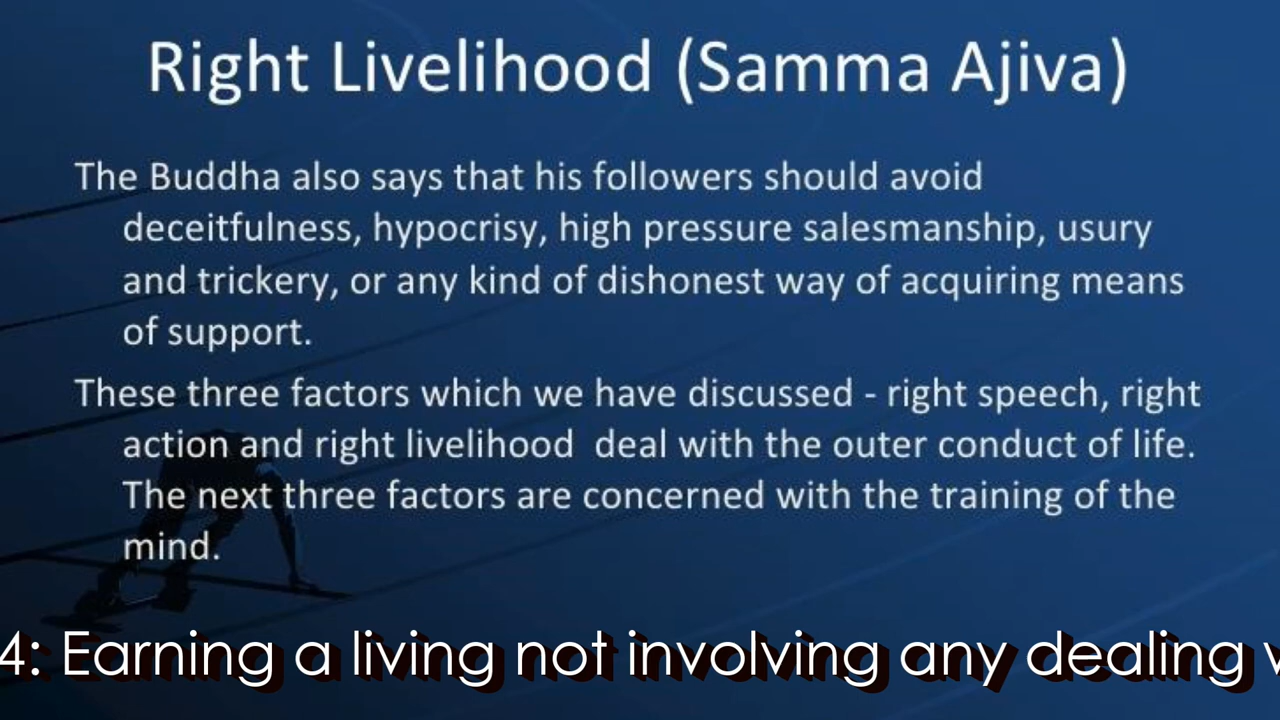 Right Livelihood (Samma Ajiva)
The Buddha also says that his followers should avoid
deceitfulness, hypocrisy, high pressure salesmanship, usury
and trickery, or any kind of dishonest way of acquiring means
of support.
These three factors which we have discussed - right speech, right
action and right livelihood  deal with the outer conduct of life.
The next three factors are concerned with the training of the
mind.
4: Earning a living not involving any dealing